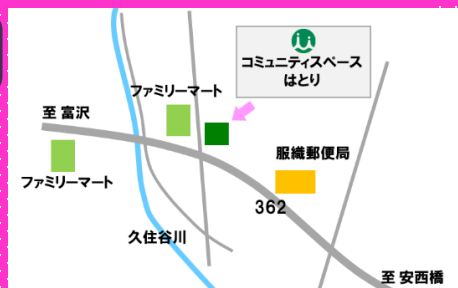 コミュニティスペース
はとり
ファミリーマート
至 富沢
服織郵便局
ファミリーマート
362
久住谷川
至 安西橋